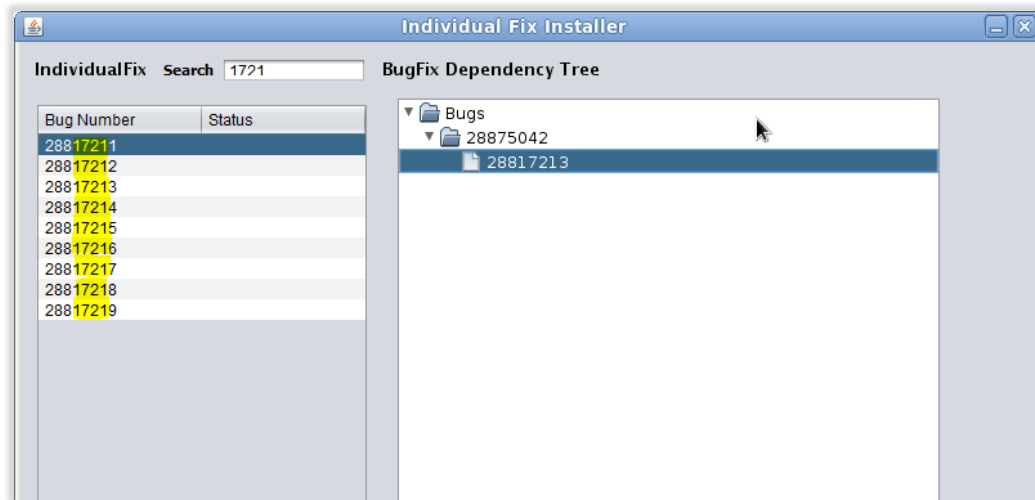 Individual Fix Installer
IndividualFix Search 1721 BugFix Dependency Tree
Bug Number Status
28817211
28817212
28817213
28817214
28817215
28817216
28817217
28817218
28817219
Bugs
28875042
28817213